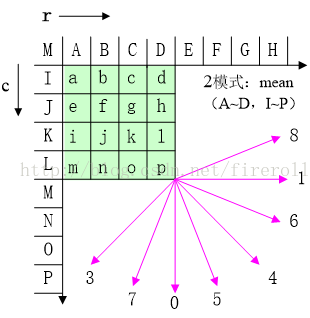 r
M A B C D E F G H
c
I a b c d
2模式: mean
J e f g h
(A~D, I~P)
K i j k l
8
http://blog.csdn.net/fireroll
L m n o p
1
M
N
6
O
P
3 7 0 5 4